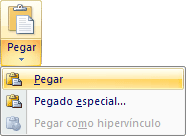 Pegar
Pegar
Pegado especial...
Pegar como hipervínculo